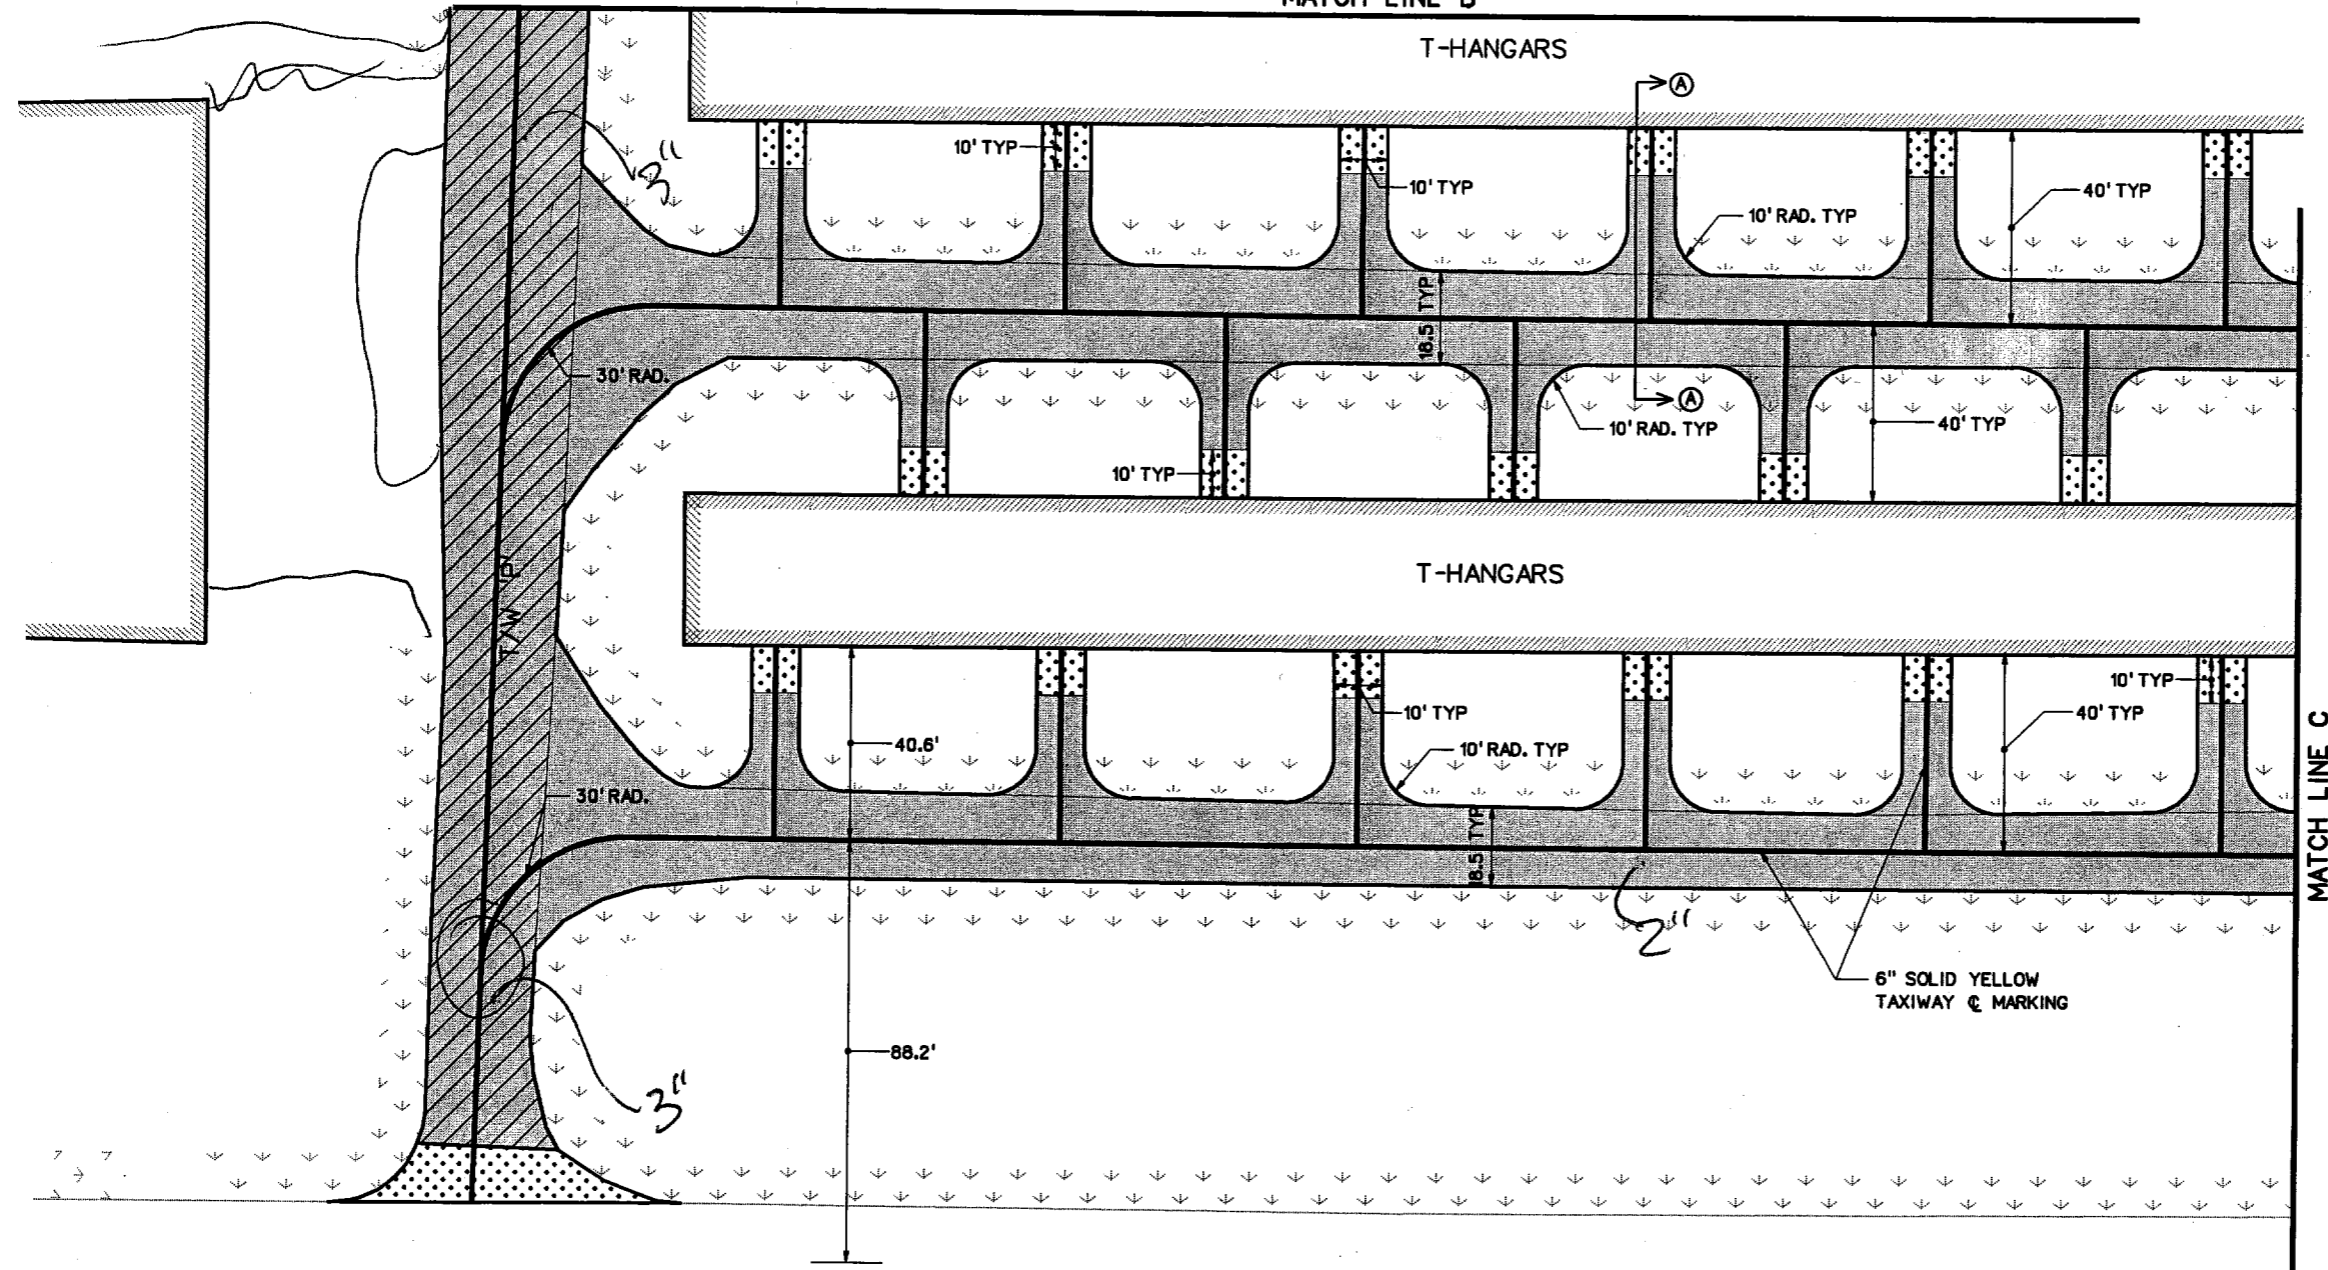 MATCH LINE B
T-HANGARS
A
10' TYP
3"
10' TYP
40' TYP
10' RAD. TYP
18.5 TYP
30' RAD.
A
10' RAD. TYP
40' TYP
10' TYP
T-HANGARS
10' TYP
10' TYP
40' TYP
40.6'
10' RAD. TYP
30' RAD.
18.5 TYP
MATCH LINE C
2"
6" SOLID YELLOW
TAXIWAY ℄ MARKING
88.2'
3"